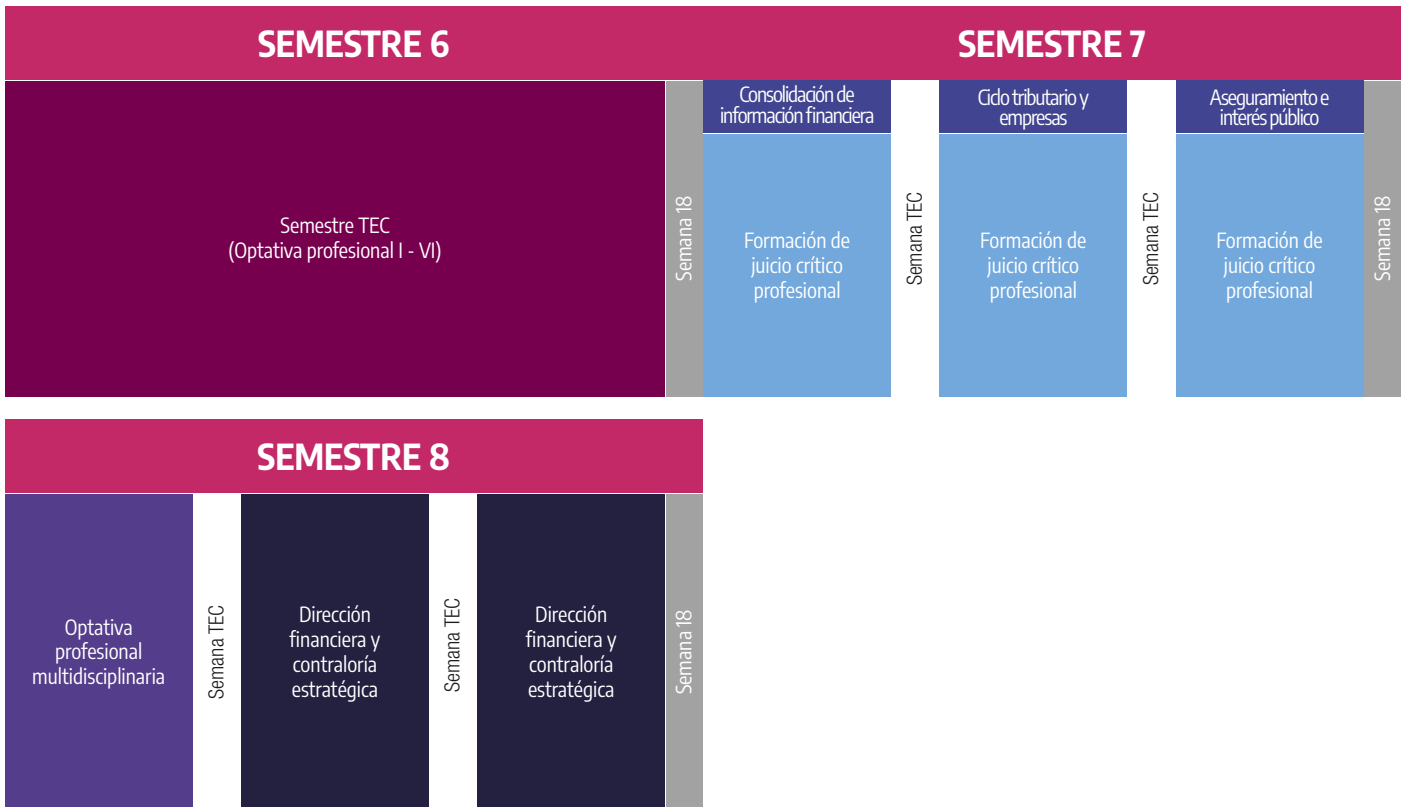 SEMESTRE 6
SEMESTRE 7
Semestre TEC
(Optativa profesional I - VI)
Semana 18
Consolidación de
información financiera
Formación de
juicio crítico
profesional
Semana TEC
Ciclo tributario y
empresas
Formación de
juicio crítico
profesional
Semana TEC
Aseguramiento e
interés público
Formación de
juicio crítico
profesional
Semana 18
SEMESTRE 8
Optativa
profesional
multidisciplinaria
Semana TEC
Dirección
financiera y
contraloría
estratégica
Semana TEC
Dirección
financiera y
contraloría
estratégica
Semana 18